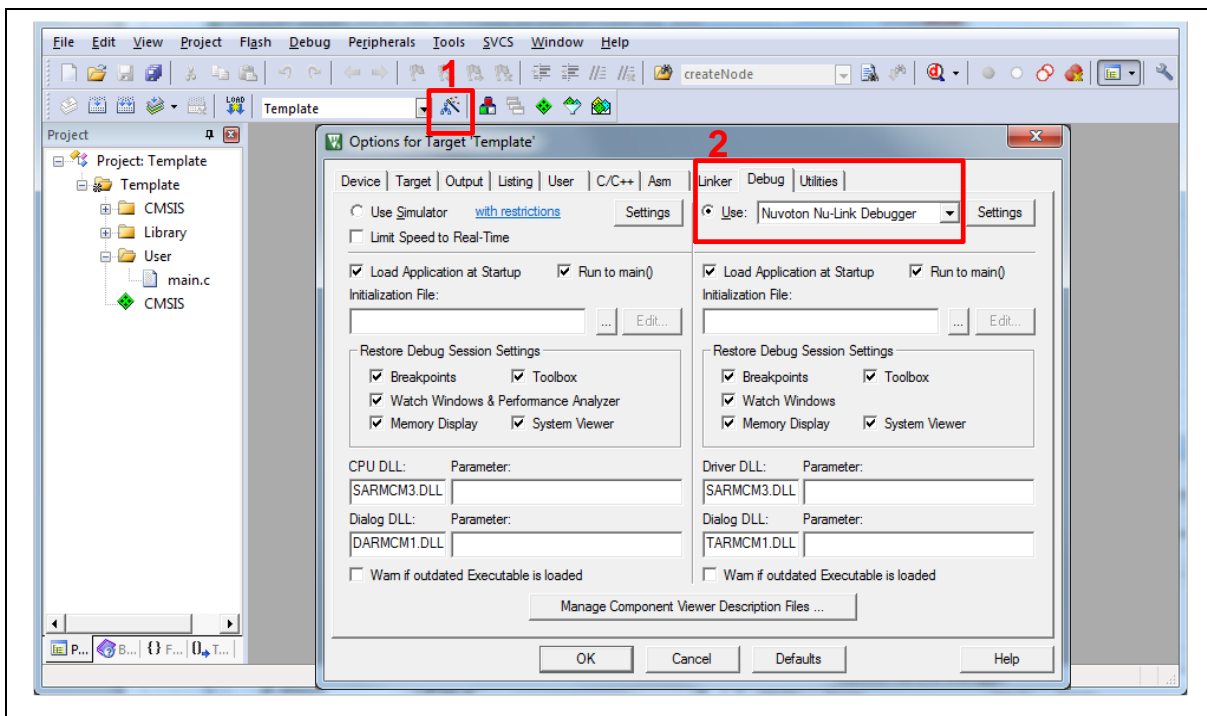 File Edit View Project Flash Debug Peripherals Tools SVCS Window Help
1
createNode
LOAD
Template
Project
Project: Template
Template
CMSIS
Library
User
main.c
CMSIS
P... B... {} F... 0 T...
Options for Target 'Template'
2
Device Target Output Listing User C/C++ Asm Linker Debug Utilities
Use Simulator with restrictions Settings Use: Nuvoton Nu-Link Debugger Settings
Limit Speed to Real-Time
Load Application at Startup Run to main() Load Application at Startup Run to main()
Initialization File: Initialization File:
... Edit... ... Edit...
Restore Debug Session Settings Restore Debug Session Settings
Breakpoints Toolbox Breakpoints Toolbox
Watch Windows & Performance Analyzer Watch Windows
Memory Display System Viewer Memory Display System Viewer
CPU DLL: Parameter: Driver DLL: Parameter:
SARMCM3.DLL SARMCM3.DLL
Dialog DLL: Parameter: Dialog DLL: Parameter:
DARMCM1.DLL TARMCM1.DLL
Warn if outdated Executable is loaded Warn if outdated Executable is loaded
Manage Component Viewer Description Files ...
OK Cancel Defaults Help